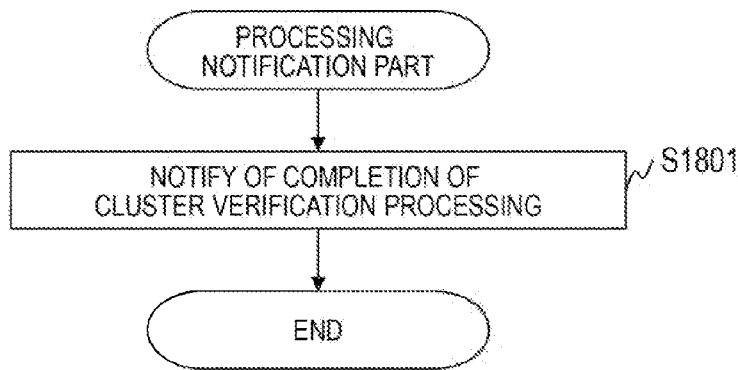 PROCESSING
NOTIFICATION PART
NOTIFY OF COMPLETION OF
CLUSTER VERIFICATION PROCESSING
S1801
END